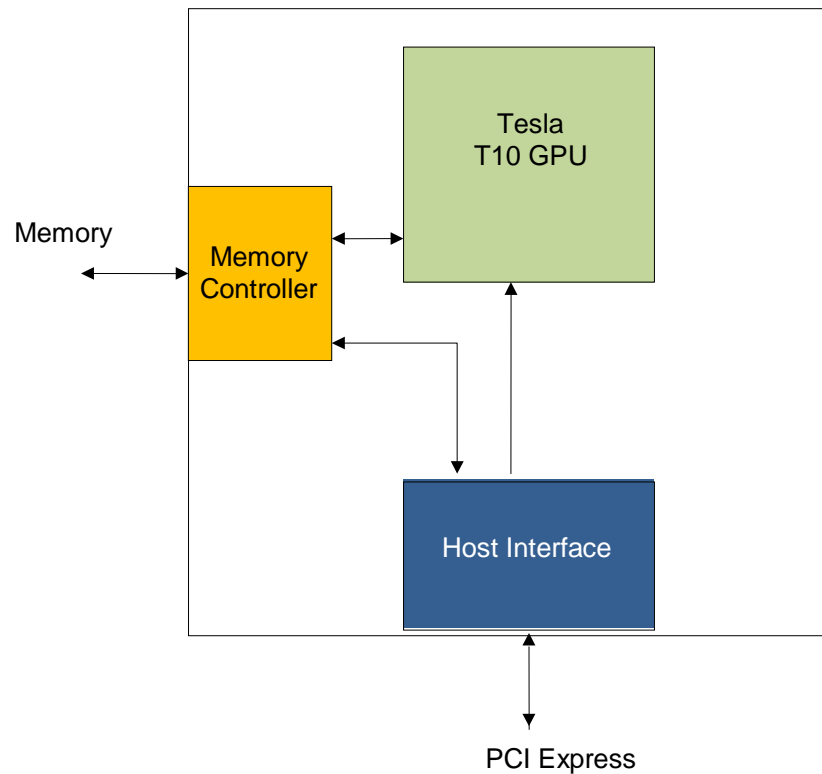 Tesla
T10 GPU
Memory
Memory
Controller
Host Interface
PCI Express